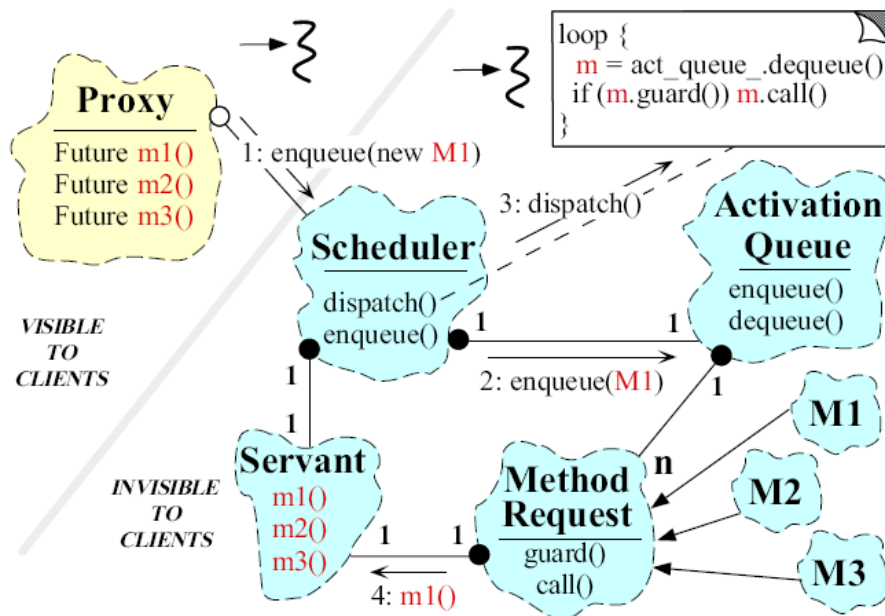 loop {
m = act_queue_.dequeue()
if (m.guard()) m.call()
}
Proxy
Future m1()
Future m2()
Future m3()
1: enqueue(new M1)
3: dispatch()
Scheduler
dispatch()
enqueue()
Activation
Queue
enqueue()
dequeue()
VISIBLE
TO
CLIENTS
1
1
2: enqueue(M1)
1
1
1
n
M1
M2
M3
Servant
m1()
m2()
m3()
INVISIBLE
TO
CLIENTS
Method
Request
guard()
call()
1
1
4: m1()